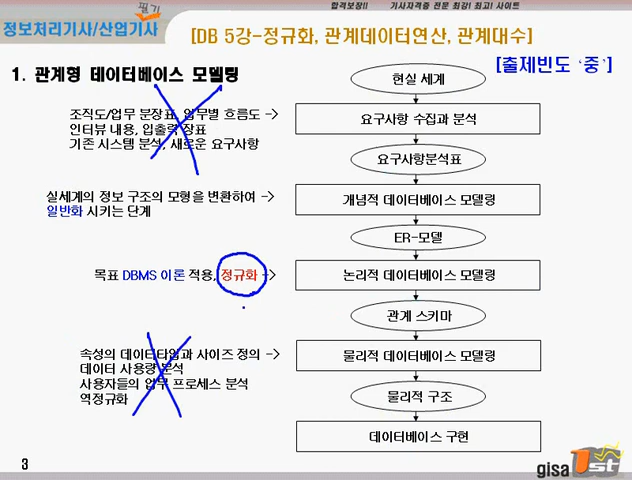 합격보장!! 기사자격증 전문 최강! 최고! 사이트
필기
정보처리기사/산업기사
[DB 5강-정규화, 관계데이터연산, 관계대수]
[출제빈도 '중']
1. 관계형 데이터베이스 모델링
현실 세계
조직도/업무 분장표, 업무별 흐름도 ->
인터뷰 내용, 입출력 장표
기존 시스템 분석, 새로운 요구사항
요구사항 수집과 분석
요구사항분석표
실세계의 정보 구조의 모형을 변환하여 ->
일반화 시키는 단계
개념적 데이터베이스 모델링
ER-모델
목표 DBMS 이론 적용, 정규화 ->
논리적 데이터베이스 모델링
관계 스키마
속성의 데이터타입과 사이즈 정의 ->
데이터 사용량 분석
사용자들의 업무 프로세스 분석
역정규화
물리적 데이터베이스 모델링
물리적 구조
데이터베이스 구현
3
gisa 1st